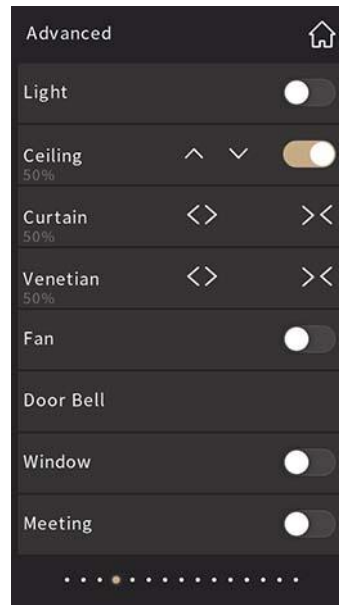 Advanced
Light
Ceiling
50%
Curtain
50%
Venetian
50%
Fan
Door Bell
Window
Meeting